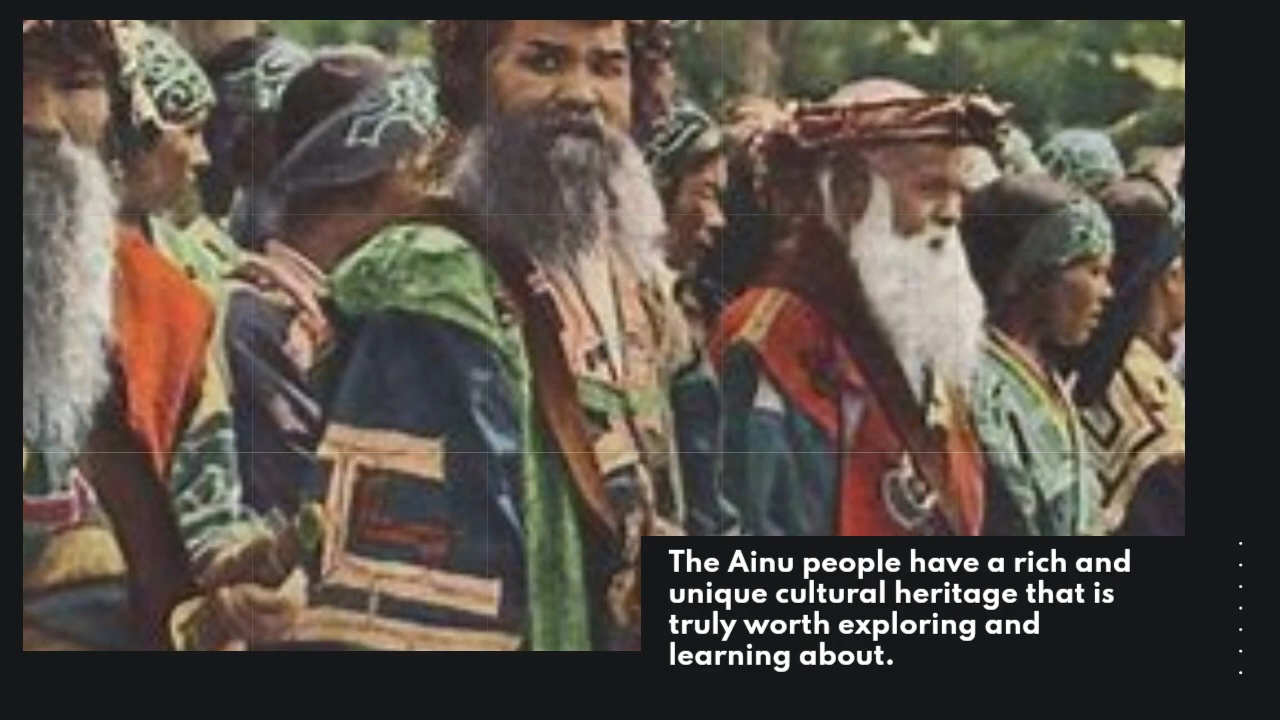 The Ainu people have a rich and
unique cultural heritage that is
truly worth exploring and
learning about.